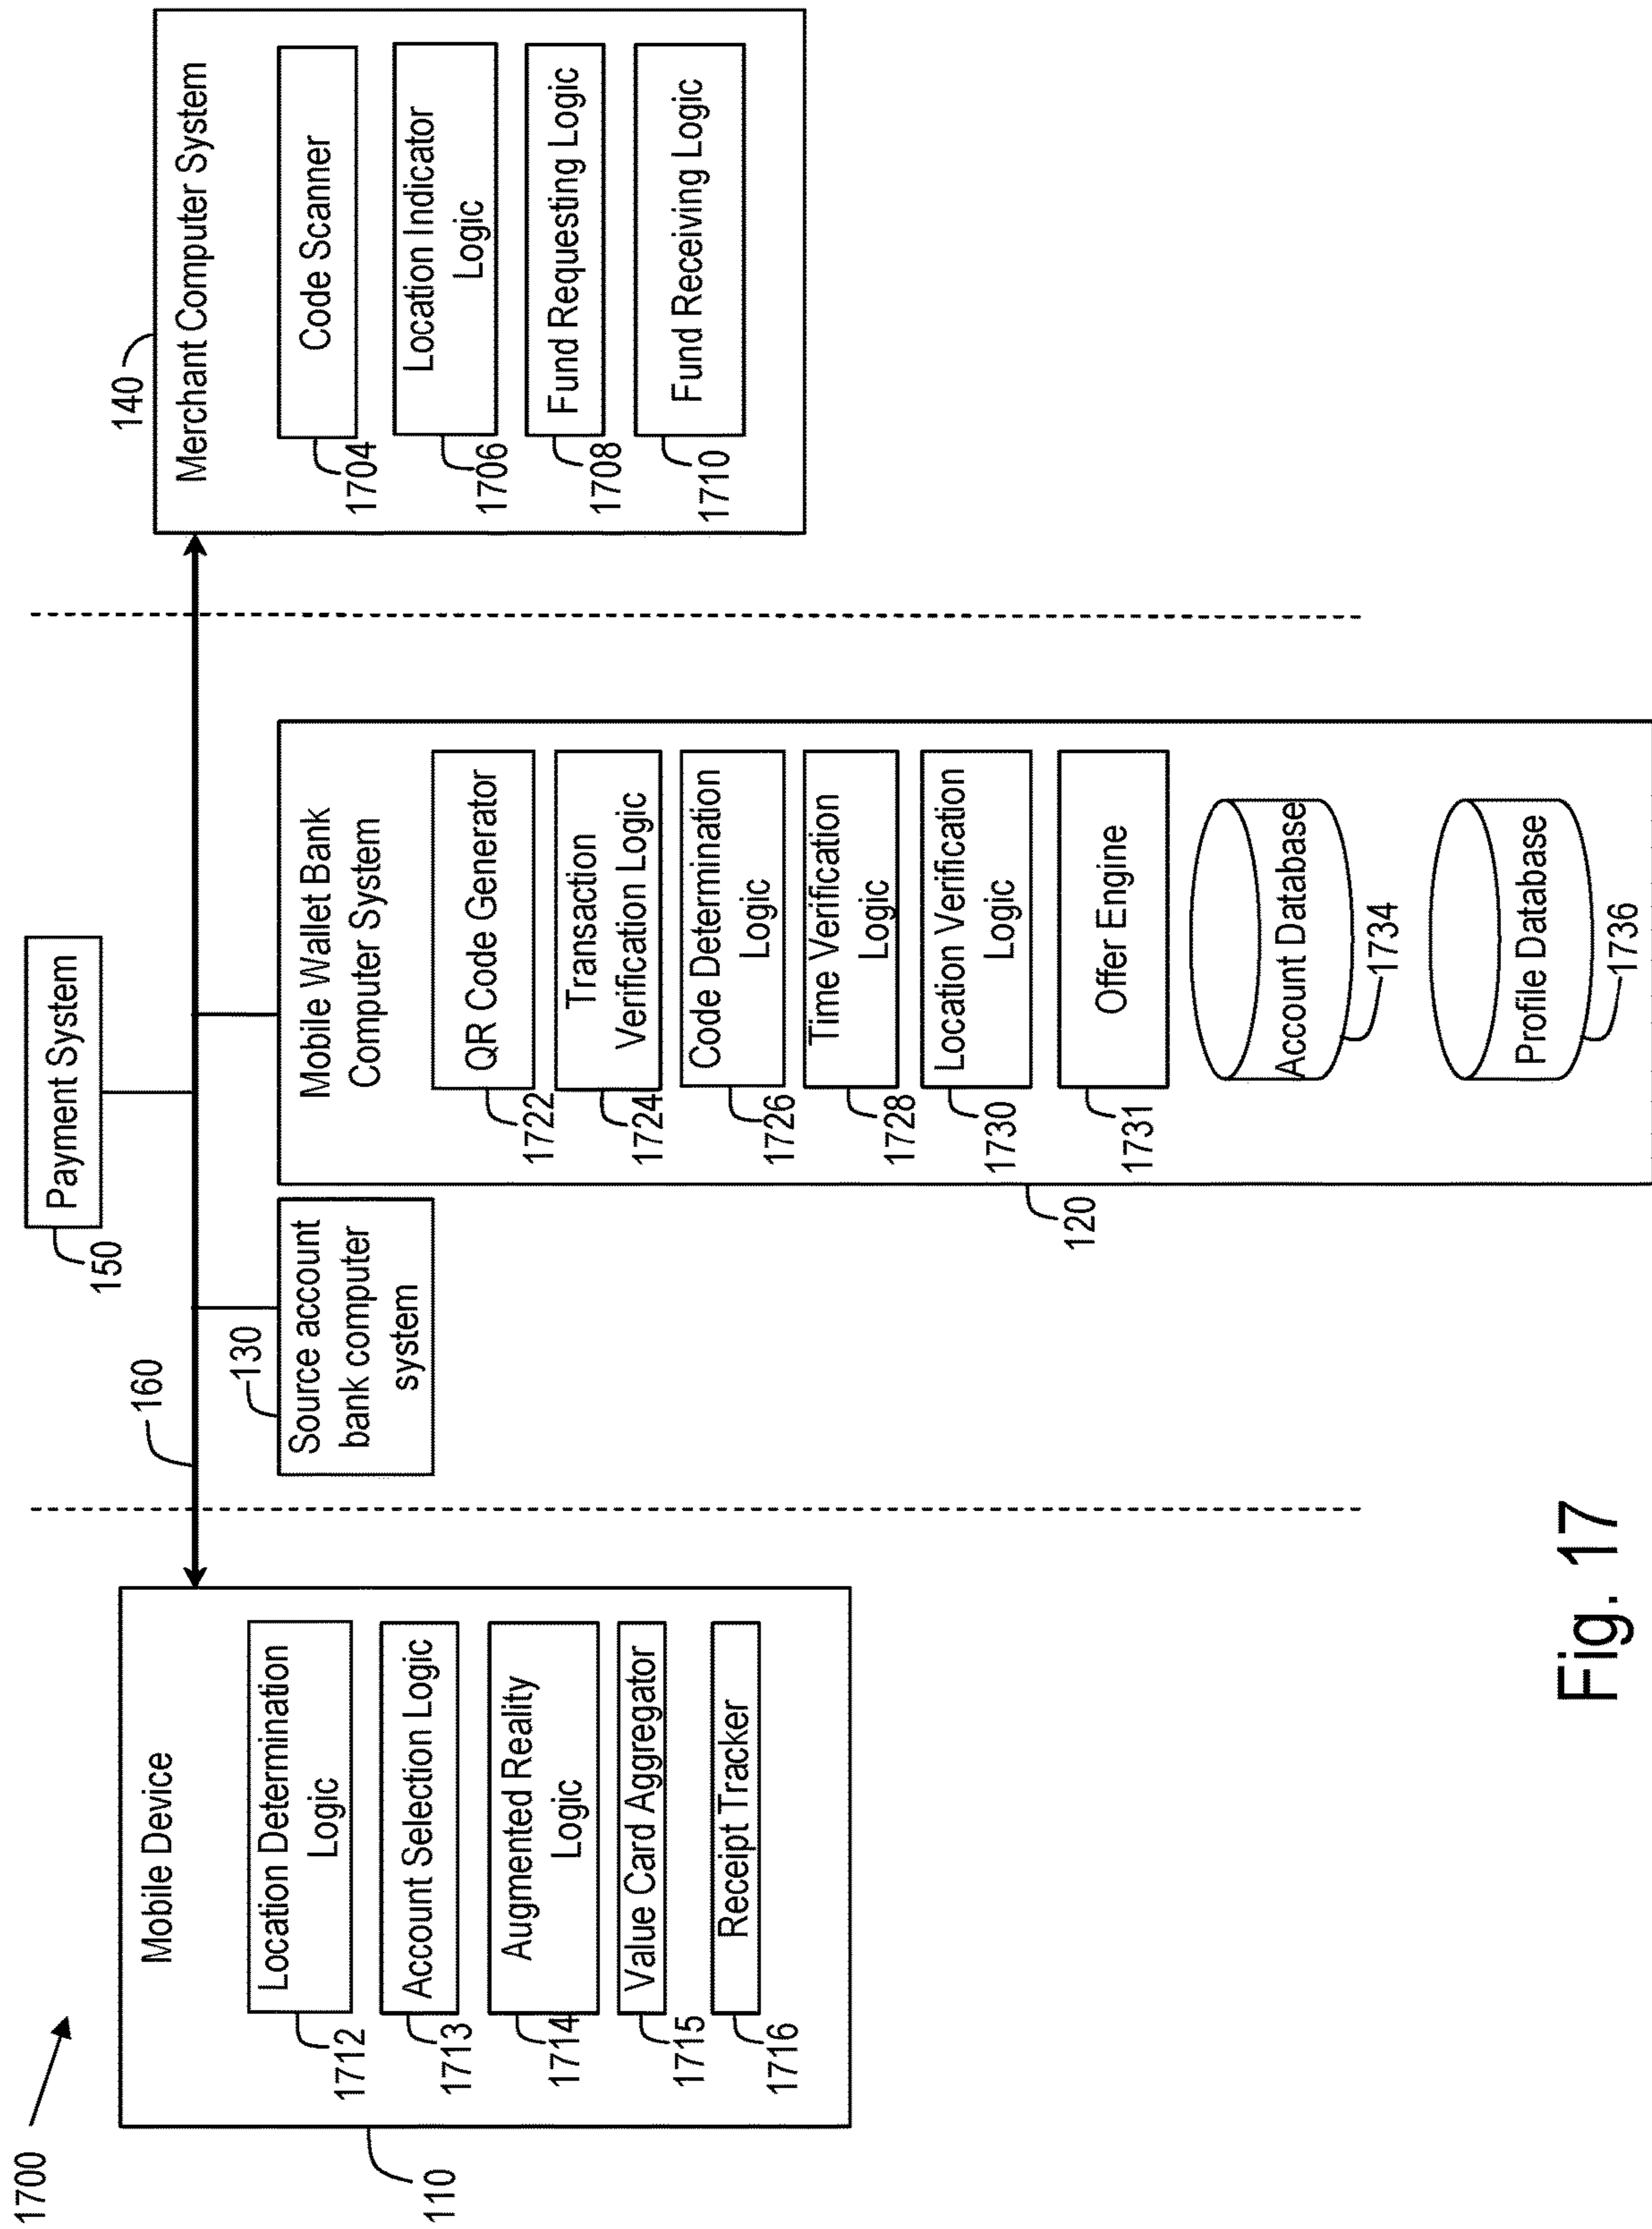 1700
Mobile Device
110
Location Determination
Logic
1712
Account Selection Logic
1713
Augmented Reality
Logic
1714
Value Card Aggregator
1715
Receipt Tracker
1716
160
Payment System
150
130
Source account
bank computer
system
Mobile Wallet Bank
Computer System
120
QR Code Generator
1722
Transaction
Verification Logic
1724
Code Determination
Logic
1726
Time Verification
Logic
1728
Location Verification
Logic
1730
Offer Engine
1731
Account Database
1734
Profile Database
1736
140
Merchant Computer System
Code Scanner
1704
Location Indicator
Logic
1706
Fund Requesting Logic
1708
Fund Receiving Logic
1710
Fig. 17